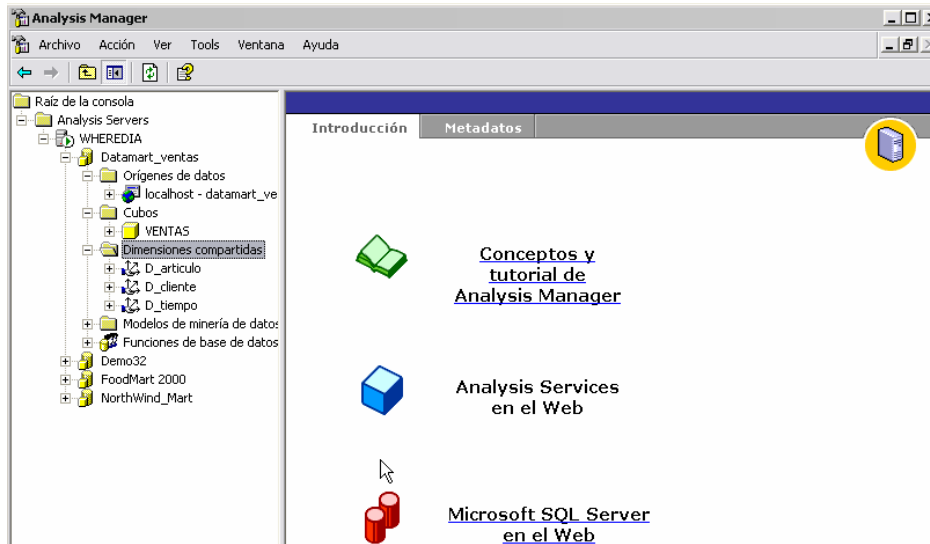 Analysis Manager
Archivo Acción Ver Tools Ventana Ayuda
Raíz de la consola
Analysis Servers
WHEREDIA
Datamart_ventas
Orígenes de datos
localhost - datamart_ve
Cubos
VENTAS
Dimensiones compartidas
D_articulo
D_cliente
D_tiempo
Modelos de minería de datos
Funciones de base de datos
Demo32
FoodMart 2000
NorthWind_Mart
Introducción Metadatos
Conceptos y
tutorial de
Analysis Manager
Analysis Services
en el Web
Microsoft SQL Server
en el Web